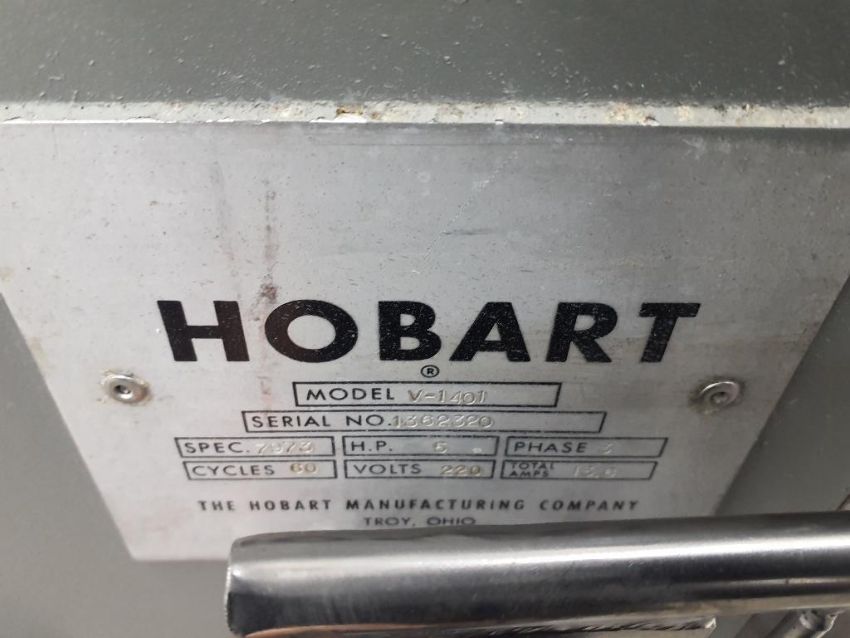 HOBART
®
MODEL V-1401
SERIAL NO. 1362320
SPEC. H.P. 5 PHASE 3
CYCLES 60 VOLTS 220 TOTAL AMPS
THE HOBART MANUFACTURING COMPANY
TROY, OHIO